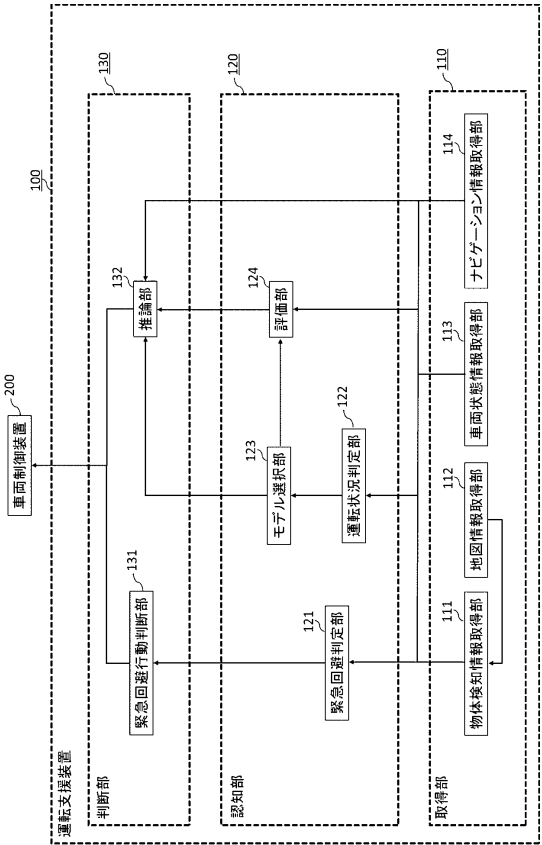 車両制御装置
200
運転支援装置
100
判断部
130
緊急回避行動判断部
131
推論部
132
認知部
120
緊急回避判定部
121
運転状況判定部
122
モデル選択部
123
評価部
124
取得部
110
物体検知情報取得部
111
地図情報取得部
112
車両状態情報取得部
113
ナビゲーション情報取得部
114